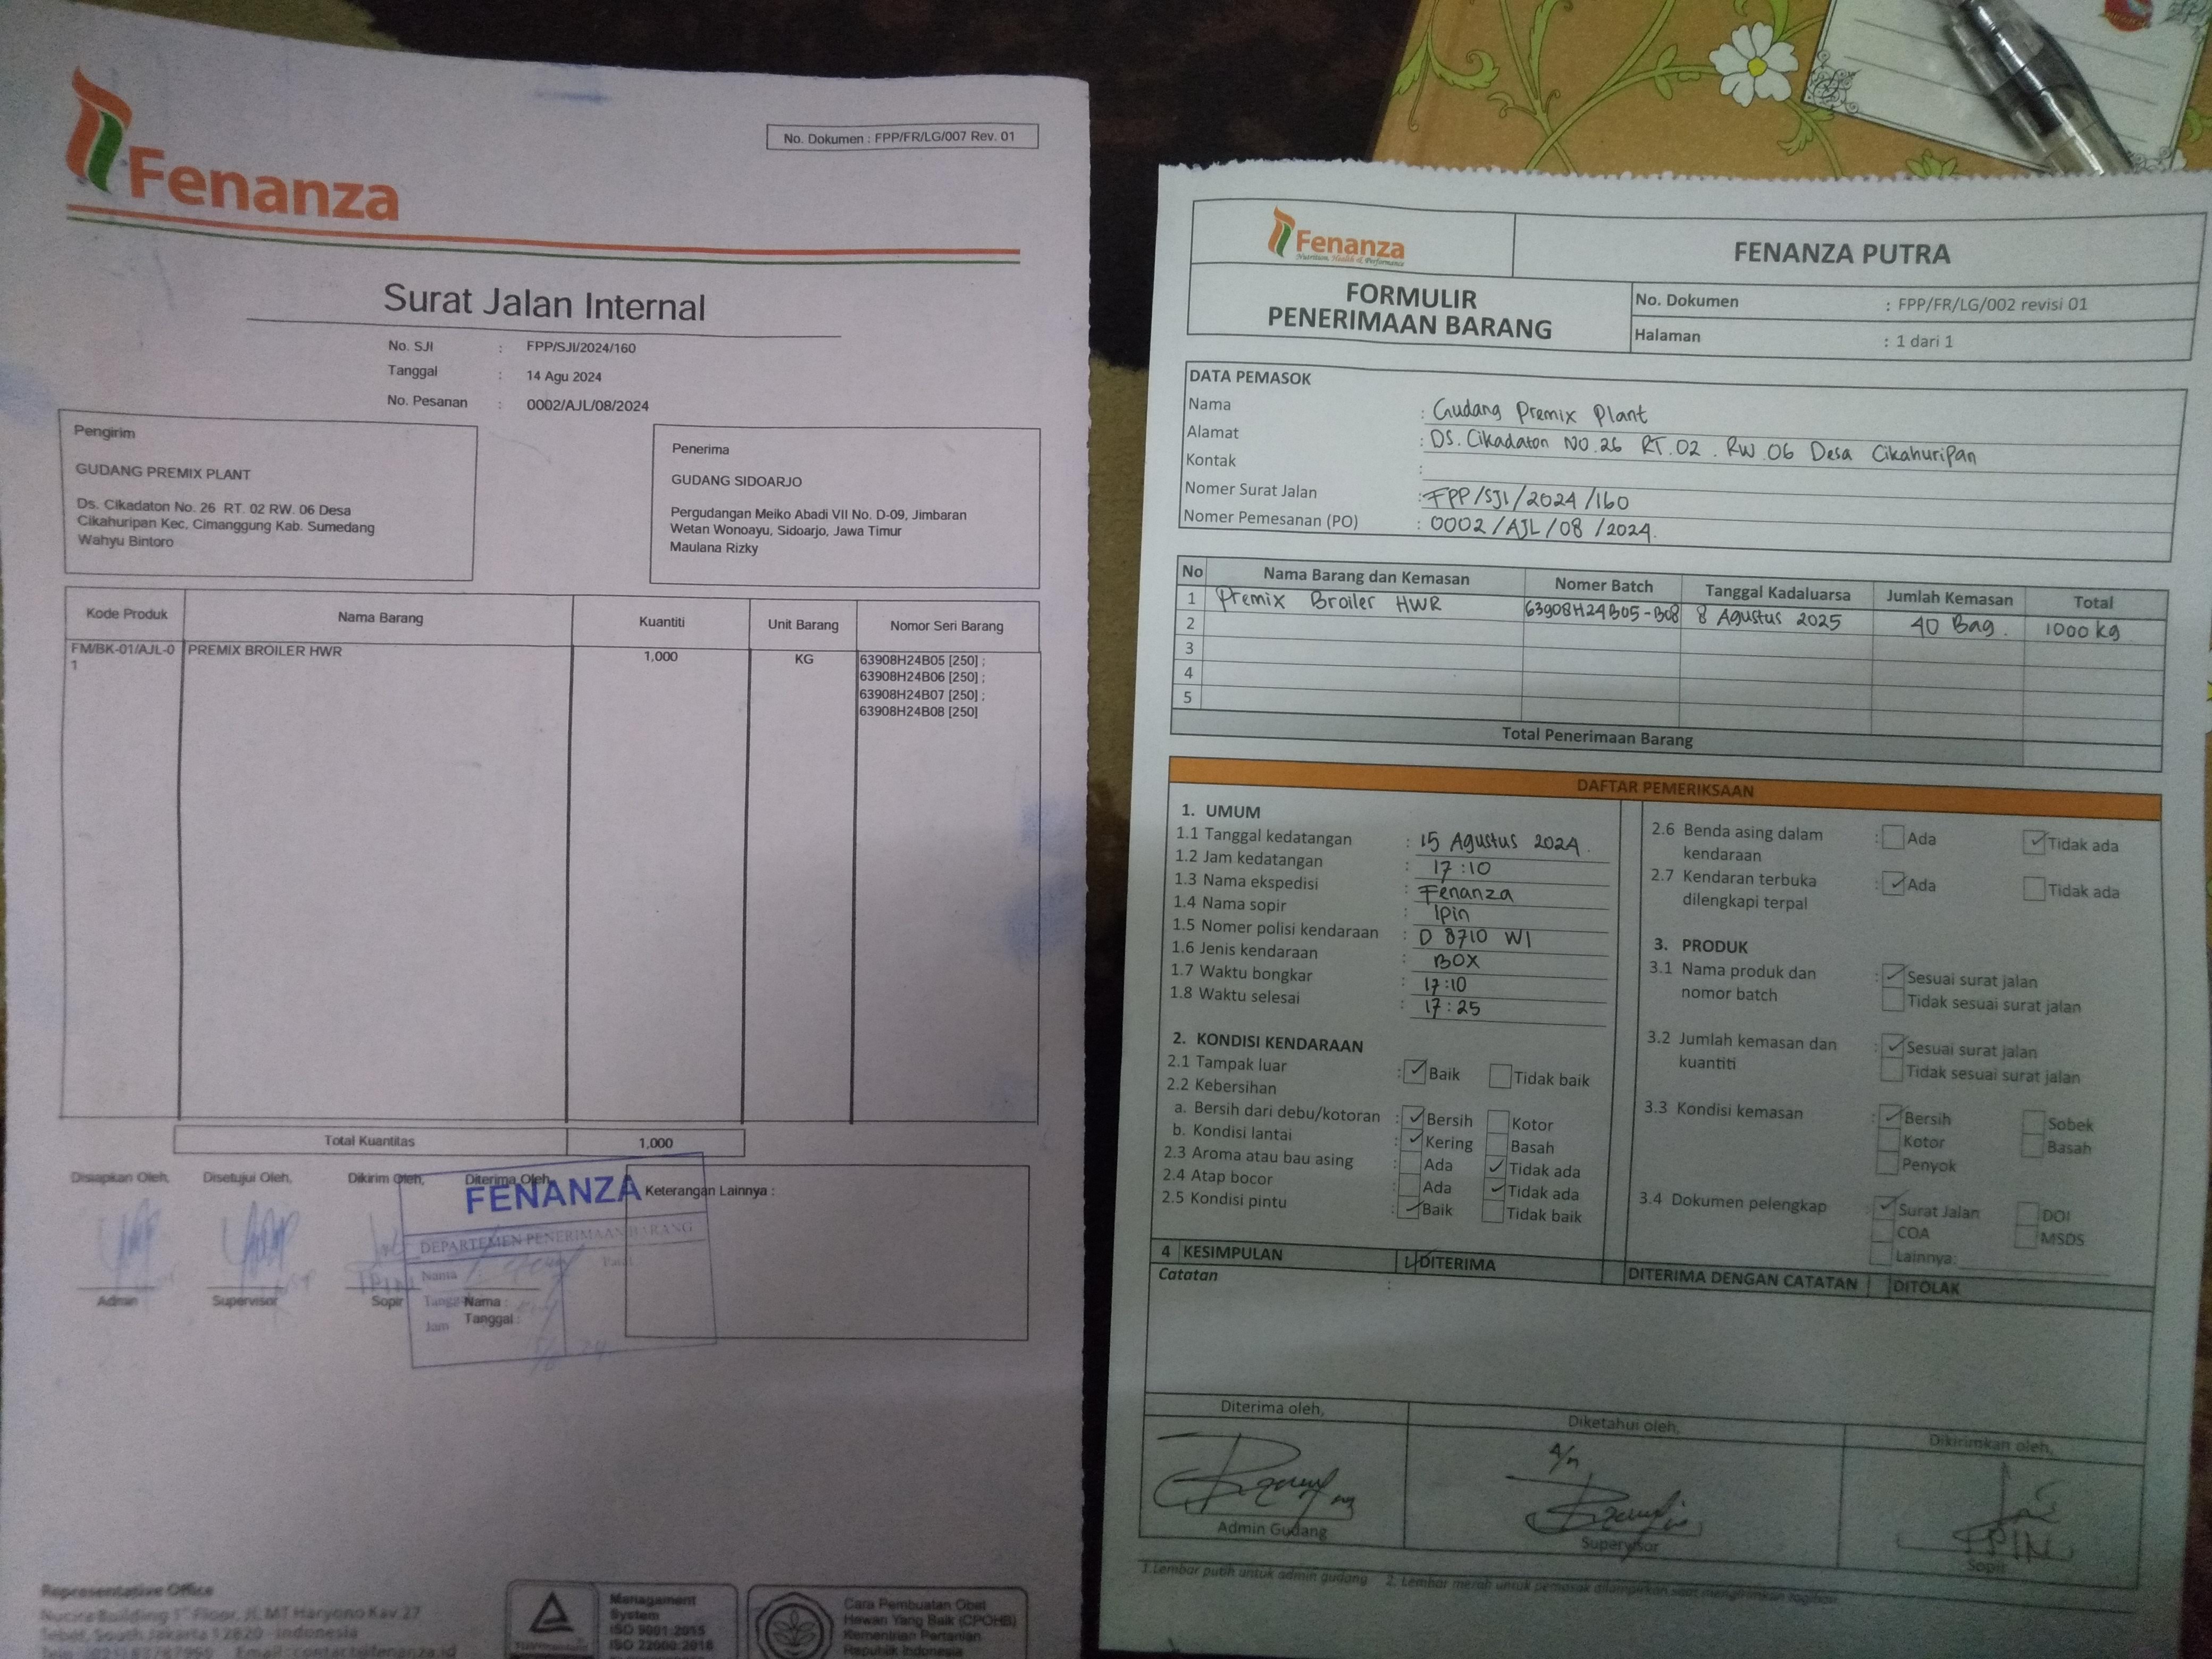 Fenanza
No. Dokumen : FPP/FR/LG/007 Rev. 01
Surat Jalan Internal
No. SJI : FPP/SJI/2024/160
Tanggal : 14 Agu 2024
No. Pesanan : 0002/AJL/08/2024
Pengirim
GUDANG PREMIX PLANT
Ds. Cikadaton No. 26 RT. 02 RW. 06 Desa
Cikahuripan Kec. Cimanggung Kab. Sumedang
Wahyu Bintoro
Penerima
GUDANG SIDOARJO
Pergudangan Meiko Abadi VII No. D-09, Jimbaran
Wetan Wonoayu, Sidoarjo, Jawa Timur
Maulana Rizky
Kode Produk Nama Barang Kuantiti Unit Barang Nomor Seri Barang
FM/BK-01/AJL-0 PREMIX BROILER HWR 1,000 KG 63908H24B05 [250] ;
1 63908H24B06 [250] ;
63908H24B07 [250] ;
63908H24B08 [250]
Total Kuantitas 1,000
Disiapkan Oleh, Disetujui Oleh, Dikirim Oleh, Diterima Oleh,
Keterangan Lainnya :
FENANZA
DEPARTEMEN PENERIMAAN BARANG
Nama
Jam
IPIN
Admin Supervisor Sopir Nama :
Tanggal :
Representative Office
Nucira Building 1st Floor, Jl. MT Haryono Kav 27
Tebet, South Jakarta 12820 - Indonesia
Management
System
ISO 9001:2015
ISO 22000:2018
Cara Pembuatan Obat
Hewan Yang Baik (CPOHB)
Kementrian Pertanian
Republik Indonesia
Fenanza
Nutrition, Health & Performance
FENANZA PUTRA
FORMULIR
PENERIMAAN BARANG
No. Dokumen : FPP/FR/LG/002 revisi 01
Halaman : 1 dari 1
DATA PEMASOK
Nama : Gudang Premix Plant
Alamat : DS. Cikadaton NO.26 RT.02 . RW.06 Desa Cikahuripan
Kontak :
Nomer Surat Jalan : FPP/SJI/2024/160
Nomer Pemesanan (PO) : 0002/AJL/08/2024.
No Nama Barang dan Kemasan Nomer Batch Tanggal Kadaluarsa Jumlah Kemasan Total
1 Premix Broiler HWR 63908H24B05-B08 8 Agustus 2025 40 Bag. 1000 kg
2
3
4
5
Total Penerimaan Barang
DAFTAR PEMERIKSAAN
1. UMUM
1.1 Tanggal kedatangan : 15 Agustus 2024.
1.2 Jam kedatangan : 17:10
1.3 Nama ekspedisi : Fenanza
1.4 Nama sopir : Ipin
1.5 Nomer polisi kendaraan : D 8710 WI
1.6 Jenis kendaraan : BOX
1.7 Waktu bongkar : 17:10
1.8 Waktu selesai : 17:25
2. KONDISI KENDARAAN
2.1 Tampak luar : Baik Tidak baik
2.2 Kebersihan
a. Bersih dari debu/kotoran : Bersih Kotor
b. Kondisi lantai : Kering Basah
2.3 Aroma atau bau asing : Ada Tidak ada
2.4 Atap bocor : Ada Tidak ada
2.5 Kondisi pintu : Baik Tidak baik
2.6 Benda asing dalam : Ada Tidak ada
kendaraan
2.7 Kendaran terbuka : Ada Tidak ada
dilengkapi terpal
3. PRODUK
3.1 Nama produk dan : Sesuai surat jalan
nomor batch Tidak sesuai surat jalan
3.2 Jumlah kemasan dan : Sesuai surat jalan
kuantiti Tidak sesuai surat jalan
3.3 Kondisi kemasan : Bersih Sobek
Kotor Basah
Penyok
3.4 Dokumen pelengkap : Surat Jalan DOI
COA MSDS
Lainnya:
4 KESIMPULAN DITERIMA DITERIMA DENGAN CATATAN DITOLAK
Catatan :
Diterima oleh, Diketahui oleh, Dikirimkan oleh,
A/n
IPIN
Admin Gudang Supervisor Sopir
1.Lembar putih untuk admin gudang 2. Lembar merah untuk pemasok dilampirkan saat mengirimkan tagihan